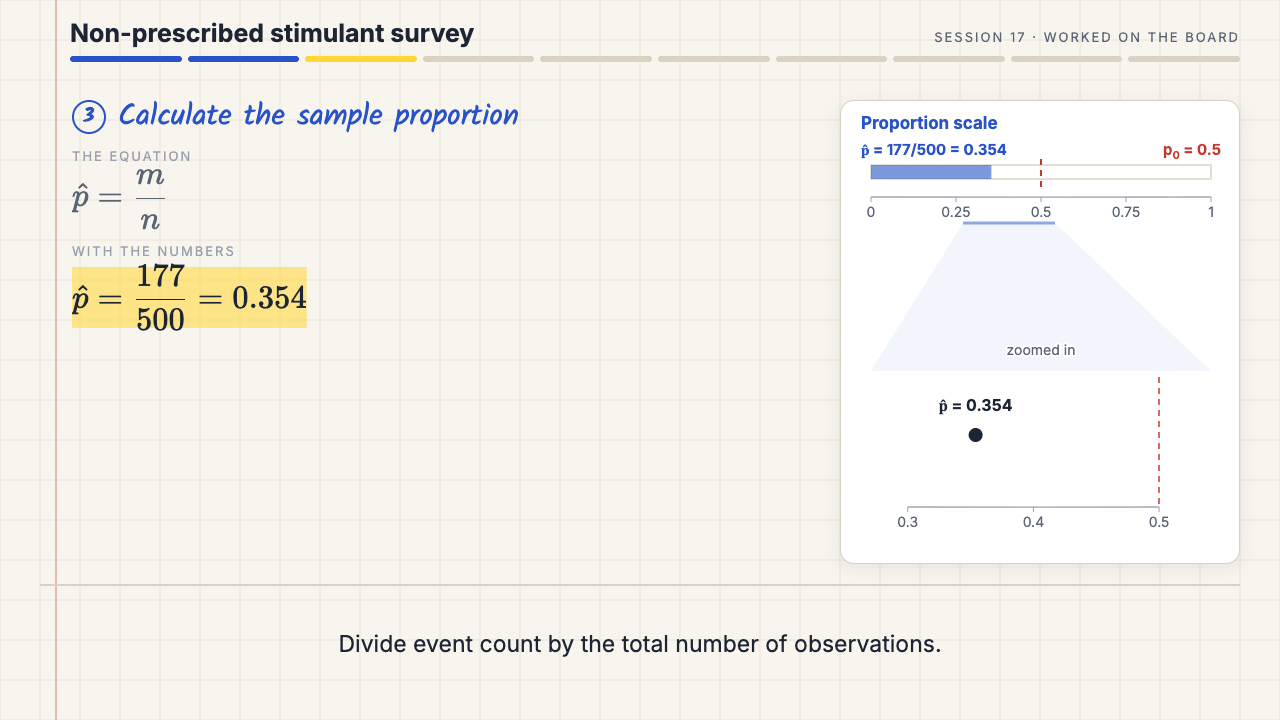 Non-prescribed stimulant survey
SESSION 17 · WORKED ON THE BOARD
3 Calculate the sample proportion
THE EQUATION
p̂ = m/n
WITH THE NUMBERS
p̂ = 177/500 = 0.354
Proportion scale
p̂ = 177/500 = 0.354 p₀ = 0.5
0 0.25 0.5 0.75 1
zoomed in
p̂ = 0.354
0.3 0.4 0.5
Divide event count by the total number of observations.